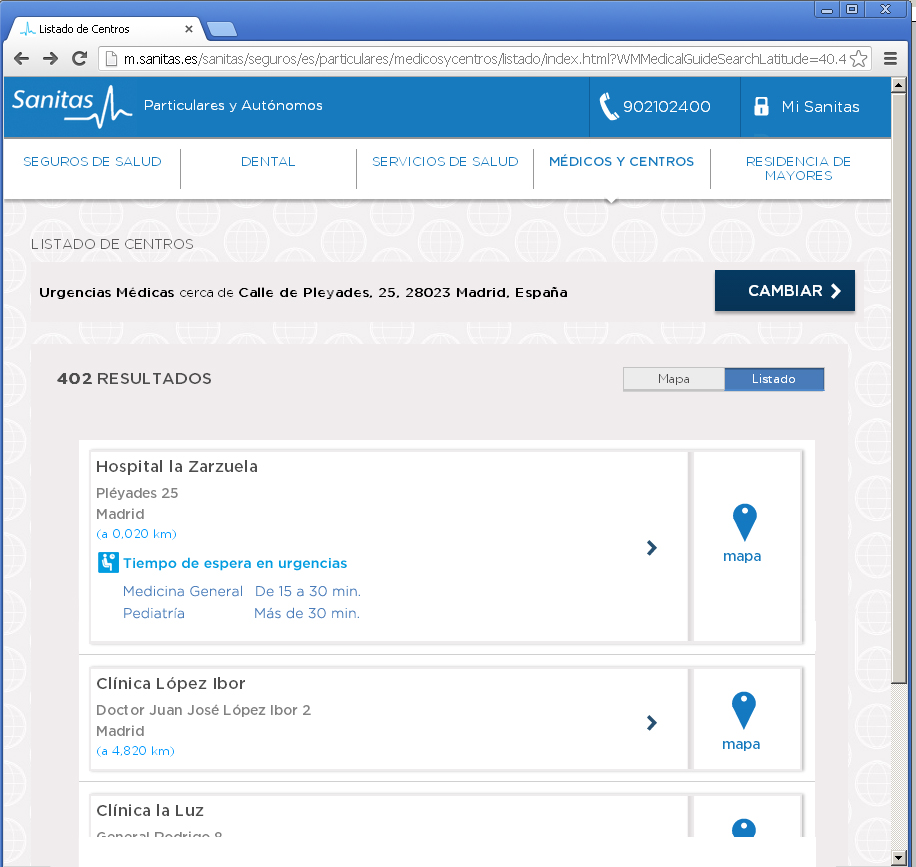 Listado de Centros
m.sanitas.es/sanitas/seguros/es/particulares/medicosycentros/listado/index.html?WMMedicalGuideSearchLatitude=40.4
Sanitas Particulares y Autónomos 902102400 Mi Sanitas
SEGUROS DE SALUD DENTAL SERVICIOS DE SALUD MÉDICOS Y CENTROS RESIDENCIA DE
MAYORES
LISTADO DE CENTROS
Urgencias Médicas cerca de Calle de Pleyades, 25, 28023 Madrid, España CAMBIAR
402 RESULTADOS Mapa Listado
Hospital la Zarzuela
Pléyades 25
Madrid
(a 0,020 km)
mapa
Tiempo de espera en urgencias
Medicina General De 15 a 30 min.
Pediatría Más de 30 min.
Clínica López Ibor
Doctor Juan José López Ibor 2
Madrid
(a 4,820 km)
mapa
Clínica la Luz
General Rodrigo 8